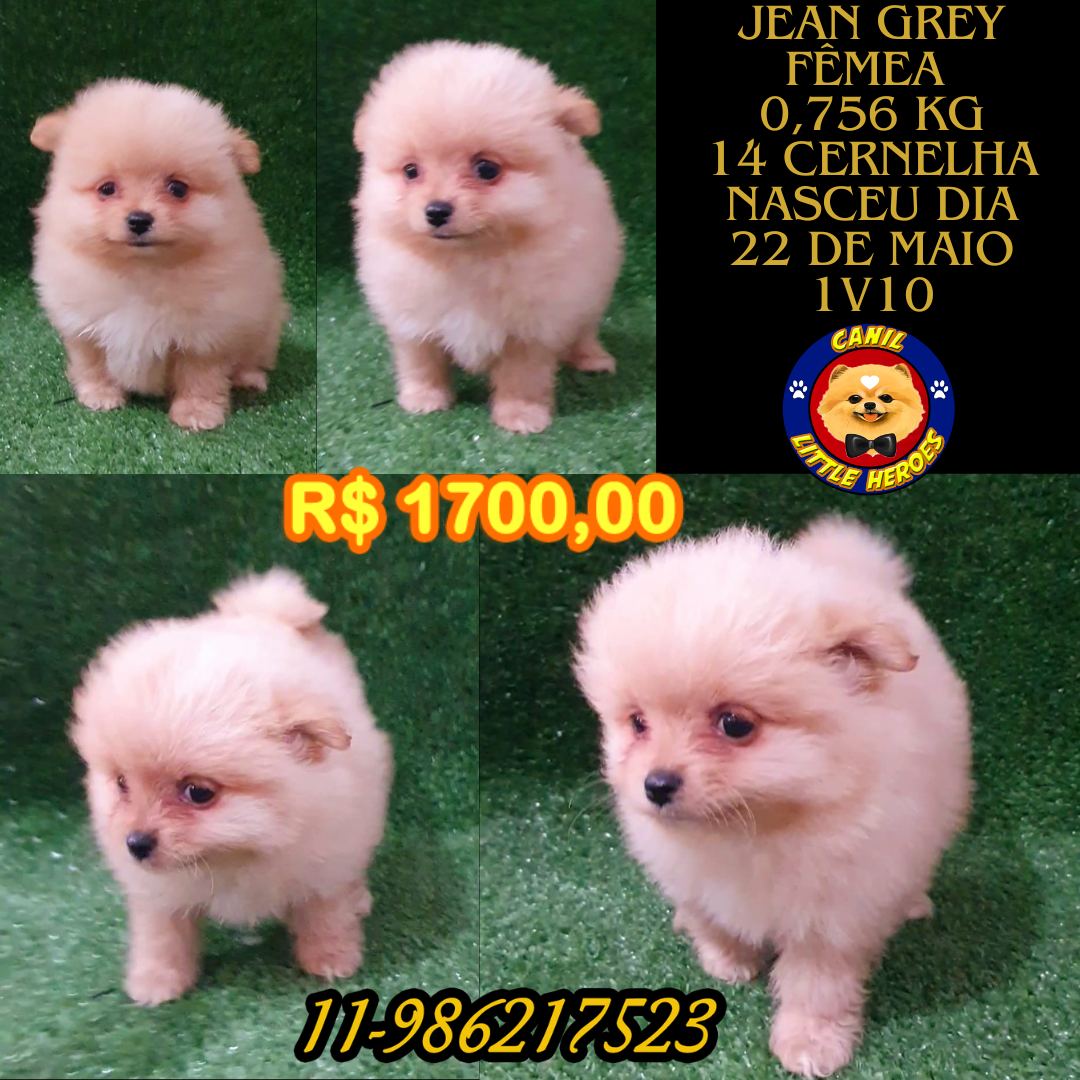 JEAN GREY
FÊMEA
0,756 KG
14 CERNELHA
NASCEU DIA
22 DE MAIO
1V10
CANIL
LITTLE HEROES
R$ 1700,00
11-986217523